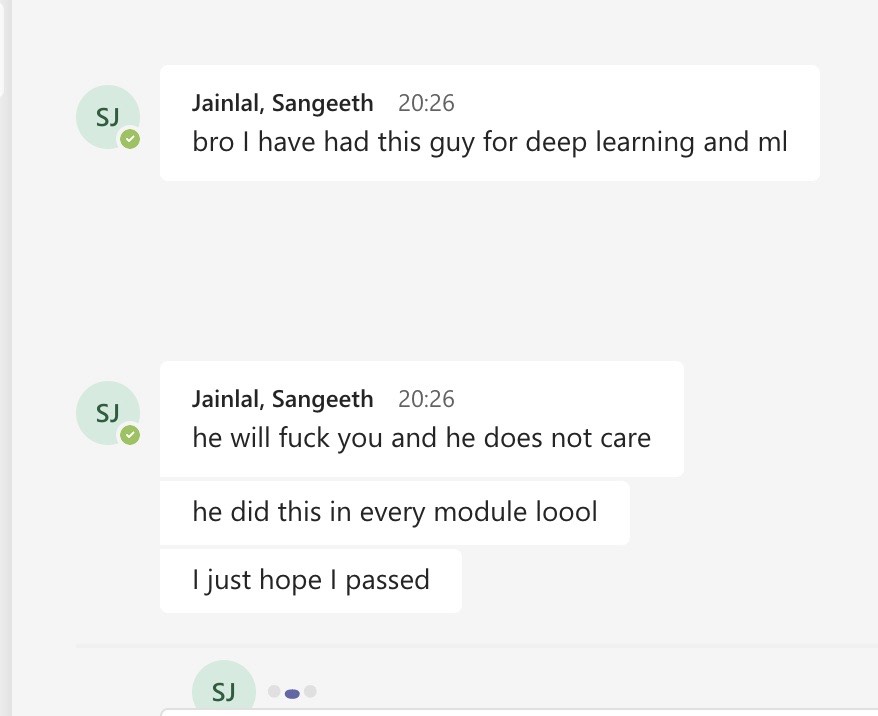 SJ
Jainlal, Sangeeth 20:26
bro I have had this guy for deep learning and ml
SJ
Jainlal, Sangeeth 20:26
he will fuck you and he does not care
he did this in every module loool
I just hope I passed
SJ